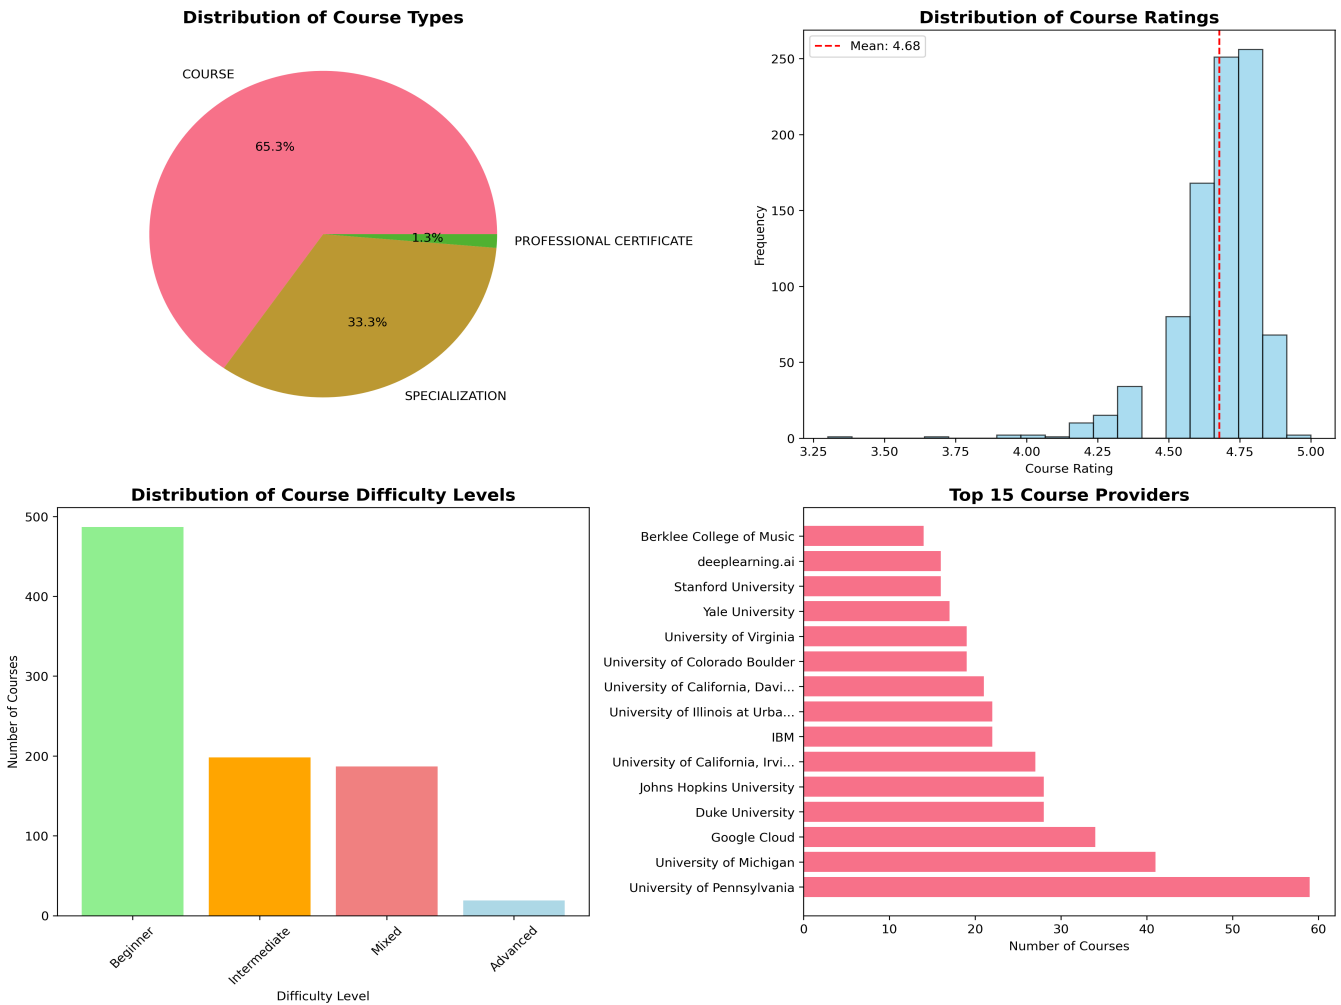 Distribution of Course Types
COURSE
65.3%
1.3%
PROFESSIONAL CERTIFICATE
33.3%
SPECIALIZATION
Distribution of Course Ratings
Mean: 4.68
Frequency
250
200
150
100
50
0
3.25
3.50
3.75
4.00
4.25
4.50
4.75
5.00
Course Rating
Distribution of Course Difficulty Levels
Number of Courses
500
400
300
200
100
0
Beginner
Intermediate
Mixed
Advanced
Difficulty Level
Top 15 Course Providers
Berklee College of Music
deeplearning.ai
Stanford University
Yale University
University of Virginia
University of Colorado Boulder
University of California, Davi...
University of Illinois at Urba...
IBM
University of California, Irvi...
Johns Hopkins University
Duke University
Google Cloud
University of Michigan
University of Pennsylvania
0
10
20
30
40
50
60
Number of Courses